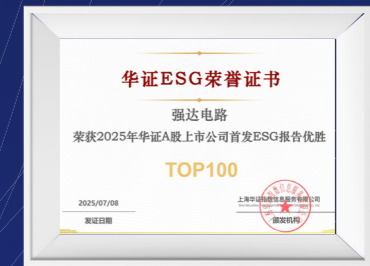 华证ESG荣誉证书
强达电路
荣获2025年华证A股上市公司首发ESG报告优胜
TOP100
2025/07/08
上海华证指数信息服务有限公司
发证日期
颁发机构